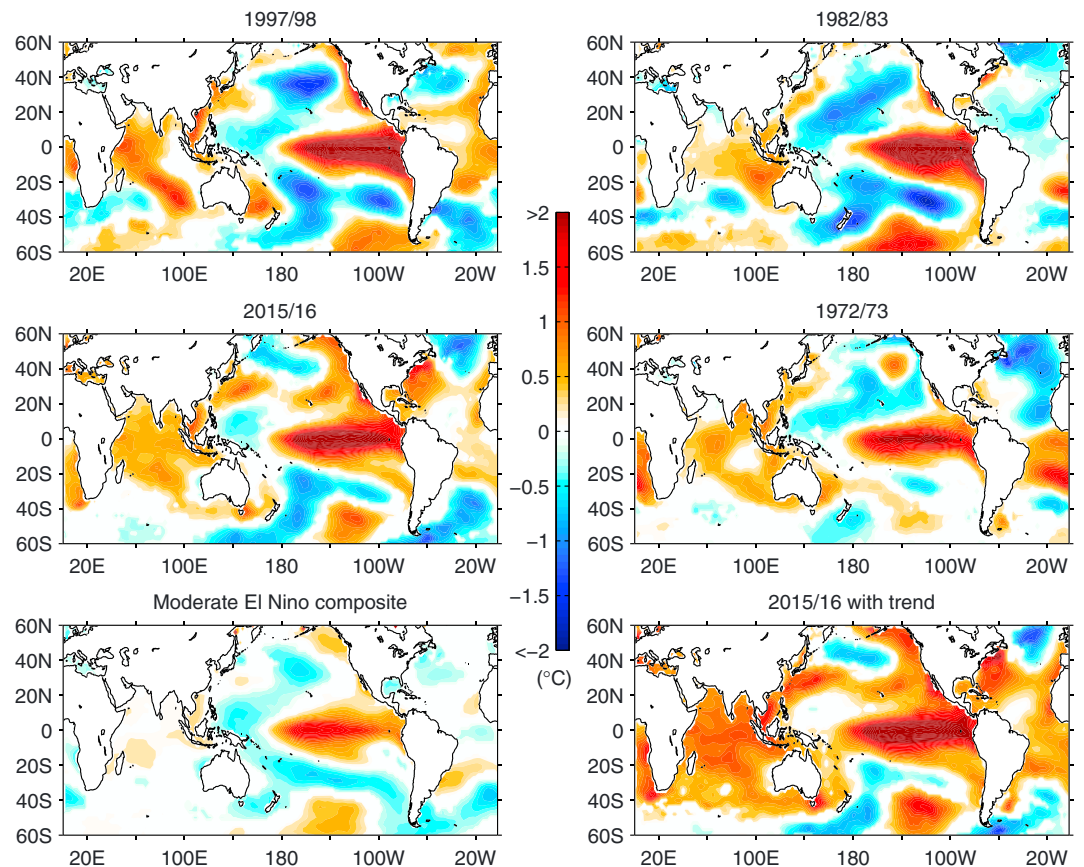 1997/98
60N
40N
20N
0
20S
40S
60S
20E 100E 180 100W 20W
1982/83
60N
40N
20N
0
20S
40S
60S
20E 100E 180 100W 20W
2015/16
60N
40N
20N
0
20S
40S
60S
20E 100E 180 100W 20W
>2
1.5
1
0.5
0
−0.5
−1
−1.5
<−2
(°C)
1972/73
60N
40N
20N
0
20S
40S
60S
20E 100E 180 100W 20W
Moderate El Nino composite
60N
40N
20N
0
20S
40S
60S
20E 100E 180 100W 20W
2015/16 with trend
60N
40N
20N
0
20S
40S
60S
20E 100E 180 100W 20W